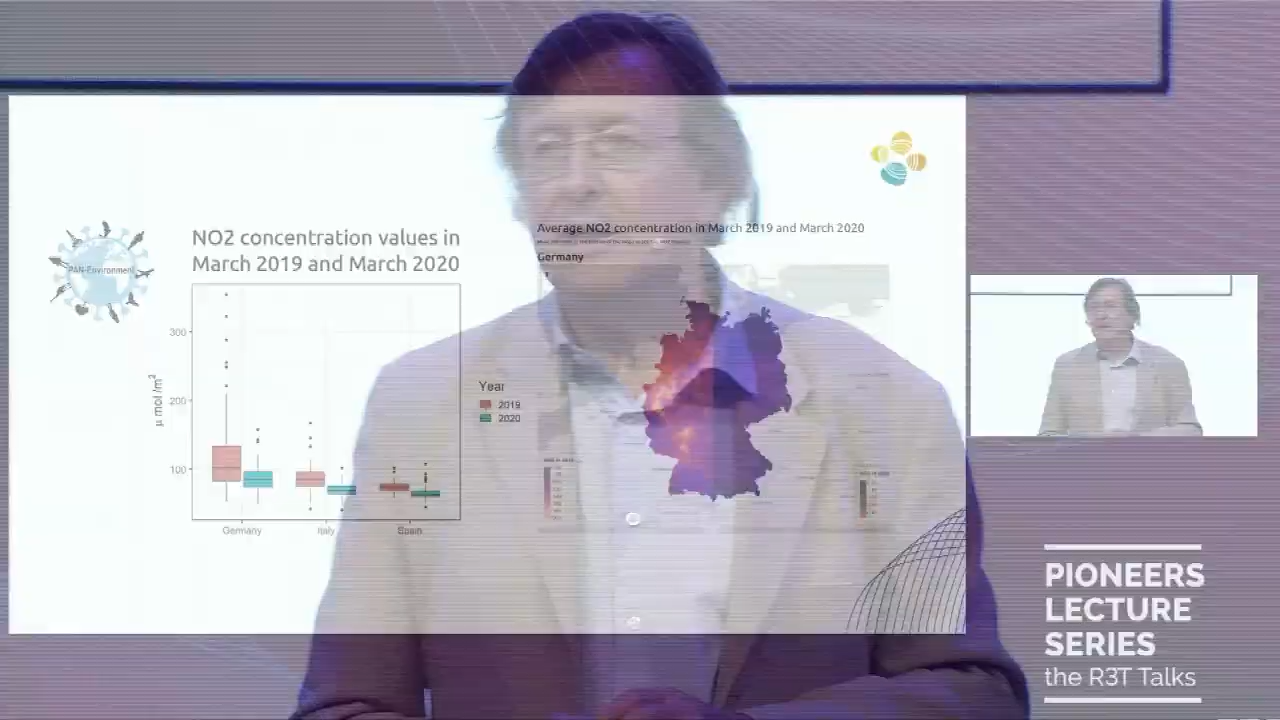 NO2 concentration values in
March 2019 and March 2020
PAN-Environment
μ mol /m²
300
200
100
Germany
Italy
Spain
Year
2019
2020
Average NO2 concentration in March 2019 and March 2020
Germany
PIONEERS
LECTURE
SERIES
the R3T Talks